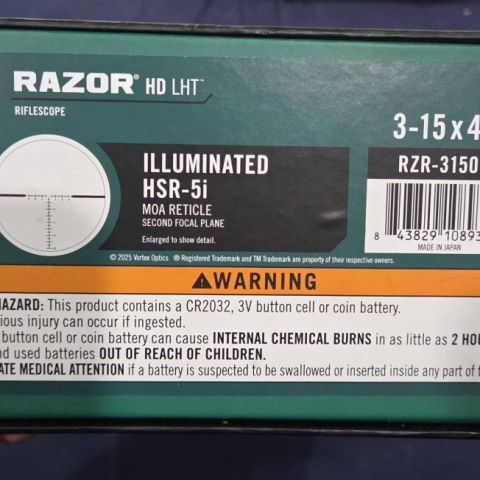 RAZOR® HD LHT™
RIFLESCOPE
3-15x4
RZR-3150
ILLUMINATED
HSR-5i
MOA RETICLE
SECOND FOCAL PLANE
Enlarged to show detail.
8 43829 10893
MADE IN JAPAN
© 2025 Vortex Optics ® Registered Trademark and TM Trademark are property of their respective owners.
⚠WARNING
HAZARD: This product contains a CR2032, 3V button cell or coin battery.
ious injury can occur if ingested.
button cell or coin battery can cause INTERNAL CHEMICAL BURNS in as little as 2 HOU
nd used batteries OUT OF REACH OF CHILDREN.
ATE MEDICAL ATTENTION if a battery is suspected to be swallowed or inserted inside any part of t